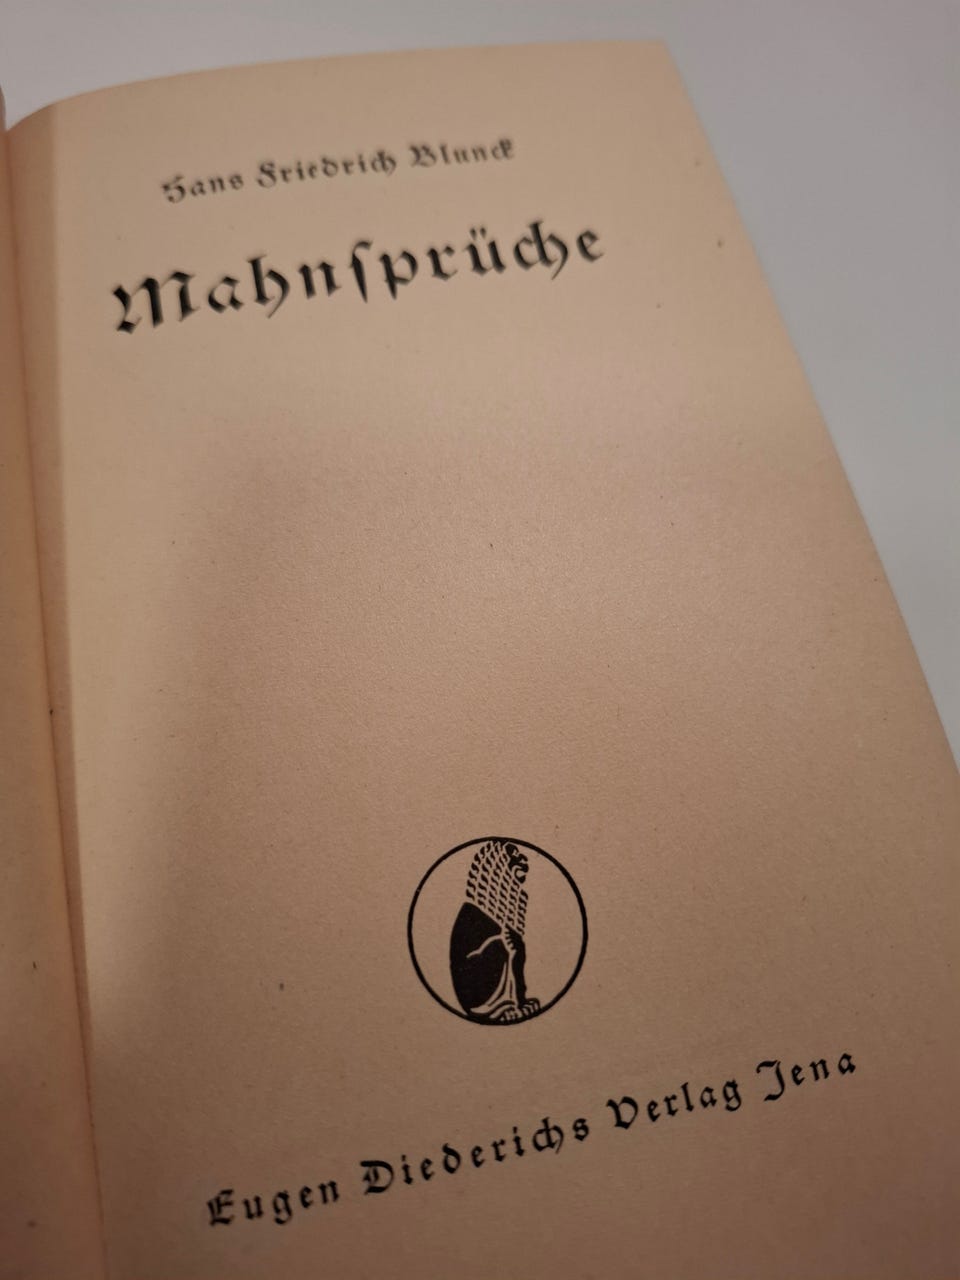 Hans Friedrich Blunck
Mahnſprüche
Eugen Diederichs Verlag Jena